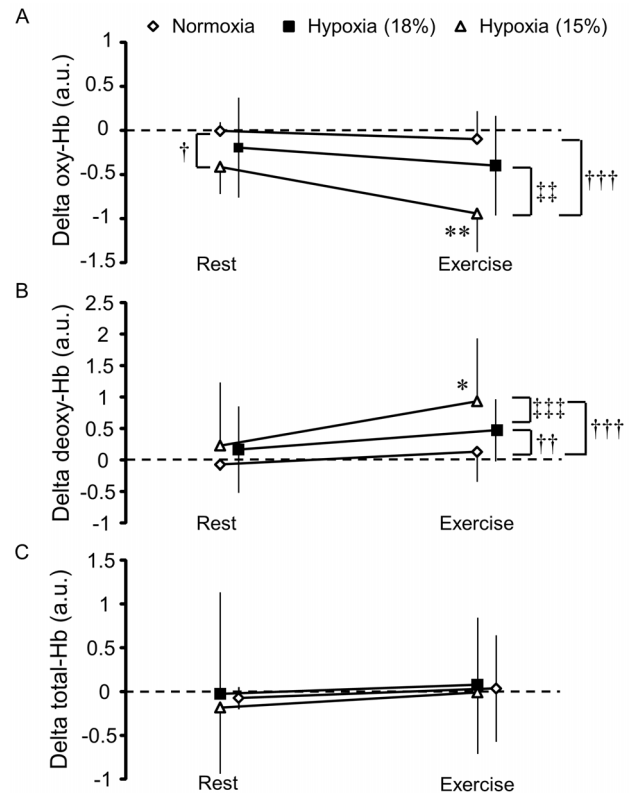 A
Normoxia Hypoxia (18%) Hypoxia (15%)
Delta oxy-Hb (a.u.)
1
0.5
0
-0.5
-1
-1.5
†
**
‡‡
†††
Rest Exercise
B
Delta deoxy-Hb (a.u.)
2.5
2
1.5
1
0.5
0
-0.5
-1
*
‡‡‡
††
†††
Rest Exercise
C
Delta total-Hb (a.u.)
1.5
1
0.5
0
-0.5
-1
Rest Exercise